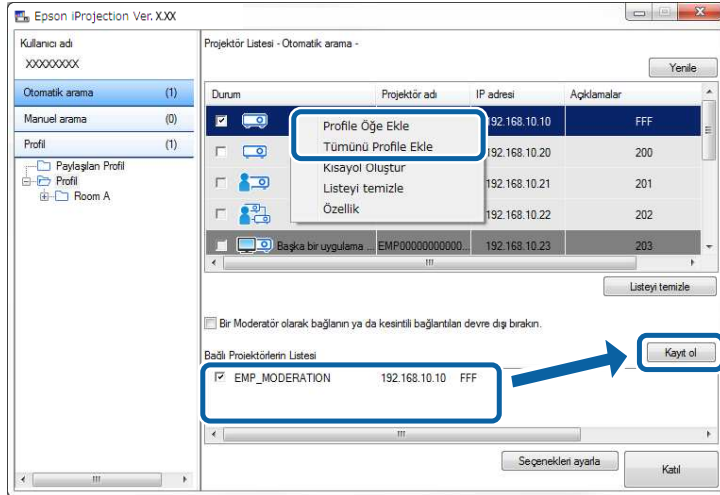 Epson iProjection Ver. X.XX
Kullanıcı adı
XXXXXXXX
Otomatik arama (1)
Manuel arama (0)
Profil (1)
Paylaşılan Profil
Profil
Room A
Projektör Listesi - Otomatik arama -
Yenile
Durum Projektör adı IP adresi Açıklamalar
192.168.10.10 FFF
192.168.10.20 200
192.168.10.21 201
192.168.10.22 202
Başka bir uygulama ... EMP00000000000... 192.168.10.23 203
Profile Öğe Ekle
Tümünü Profile Ekle
Kısayol Oluştur
Listeyi temizle
Özellik
Listeyi temizle
Bir Moderatör olarak bağlanın ya da kesintili bağlantıları devre dışı bırakın.
Bağlı Projektörlerin Listesi
Kayıt ol
EMP_MODERATION 192.168.10.10 FFF
Seçenekleri ayarla
Katıl